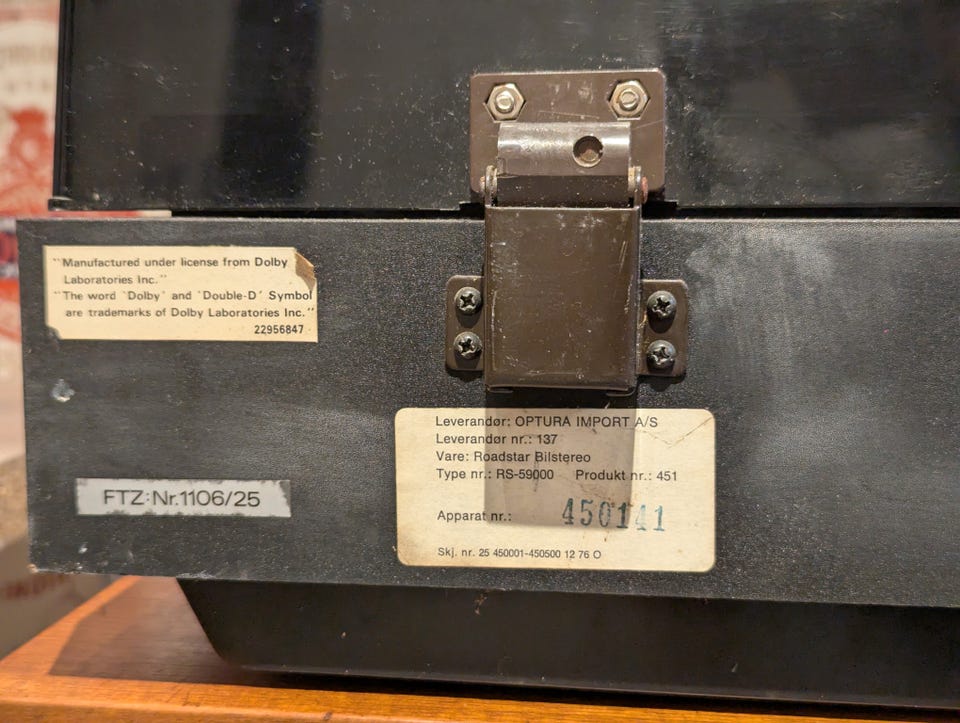 "Manufactured under license from Dolby
Laboratories Inc."
"The word 'Dolby' and 'Double-D' Symbol
are trademarks of Dolby Laboratories Inc."
22956847
FTZ:Nr.1106/25
Leverandør: OPTURA IMPORT A/S
Leverandør nr.: 137
Vare: Roadstar Bilstereo
Type nr.: RS-59000 Produkt nr.: 451
Apparat nr.: 450141
Skj. nr. 25 450001-450500 12 76 O